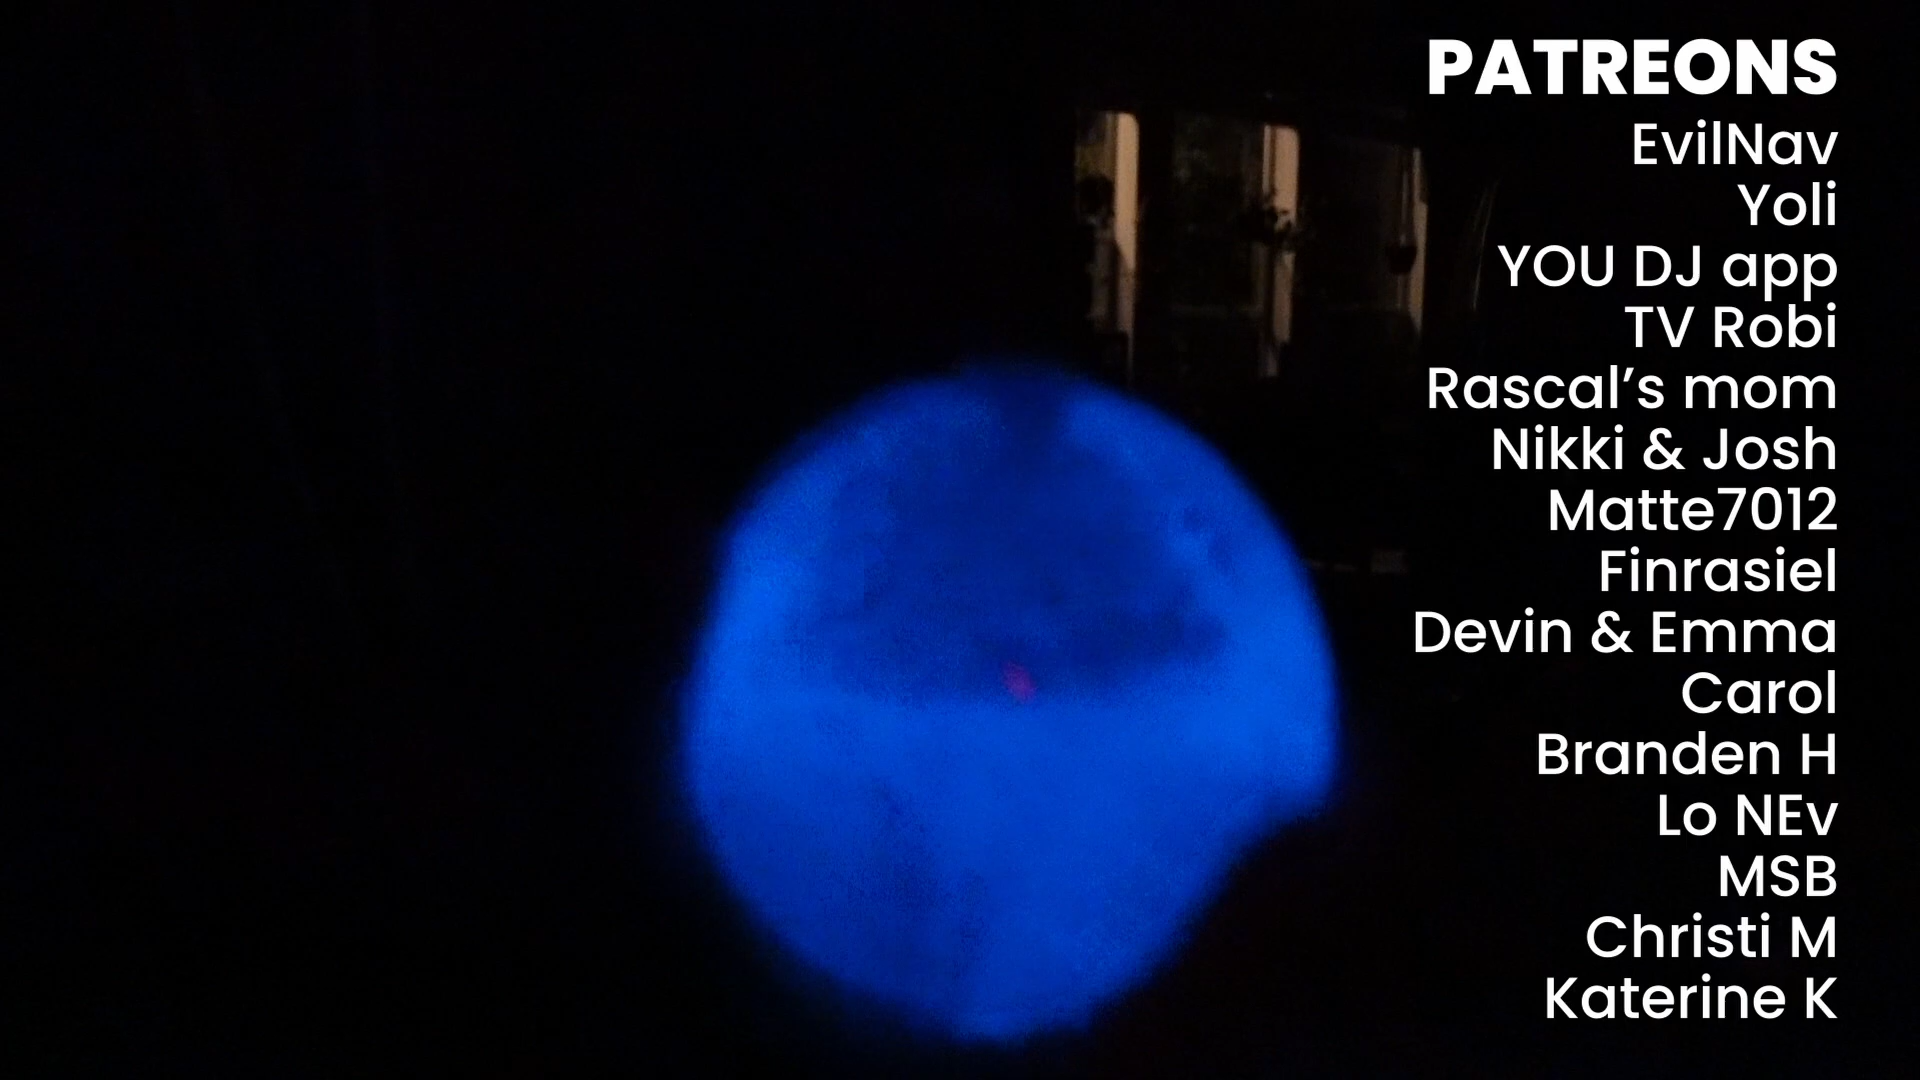 PATREONS
EvilNav
Yoli
YOU DJ app
TV Robi
Rascal’s mom
Nikki & Josh
Matte7012
Finrasiel
Devin & Emma
Carol
Branden H
Lo NEv
MSB
Christi M
Katerine K